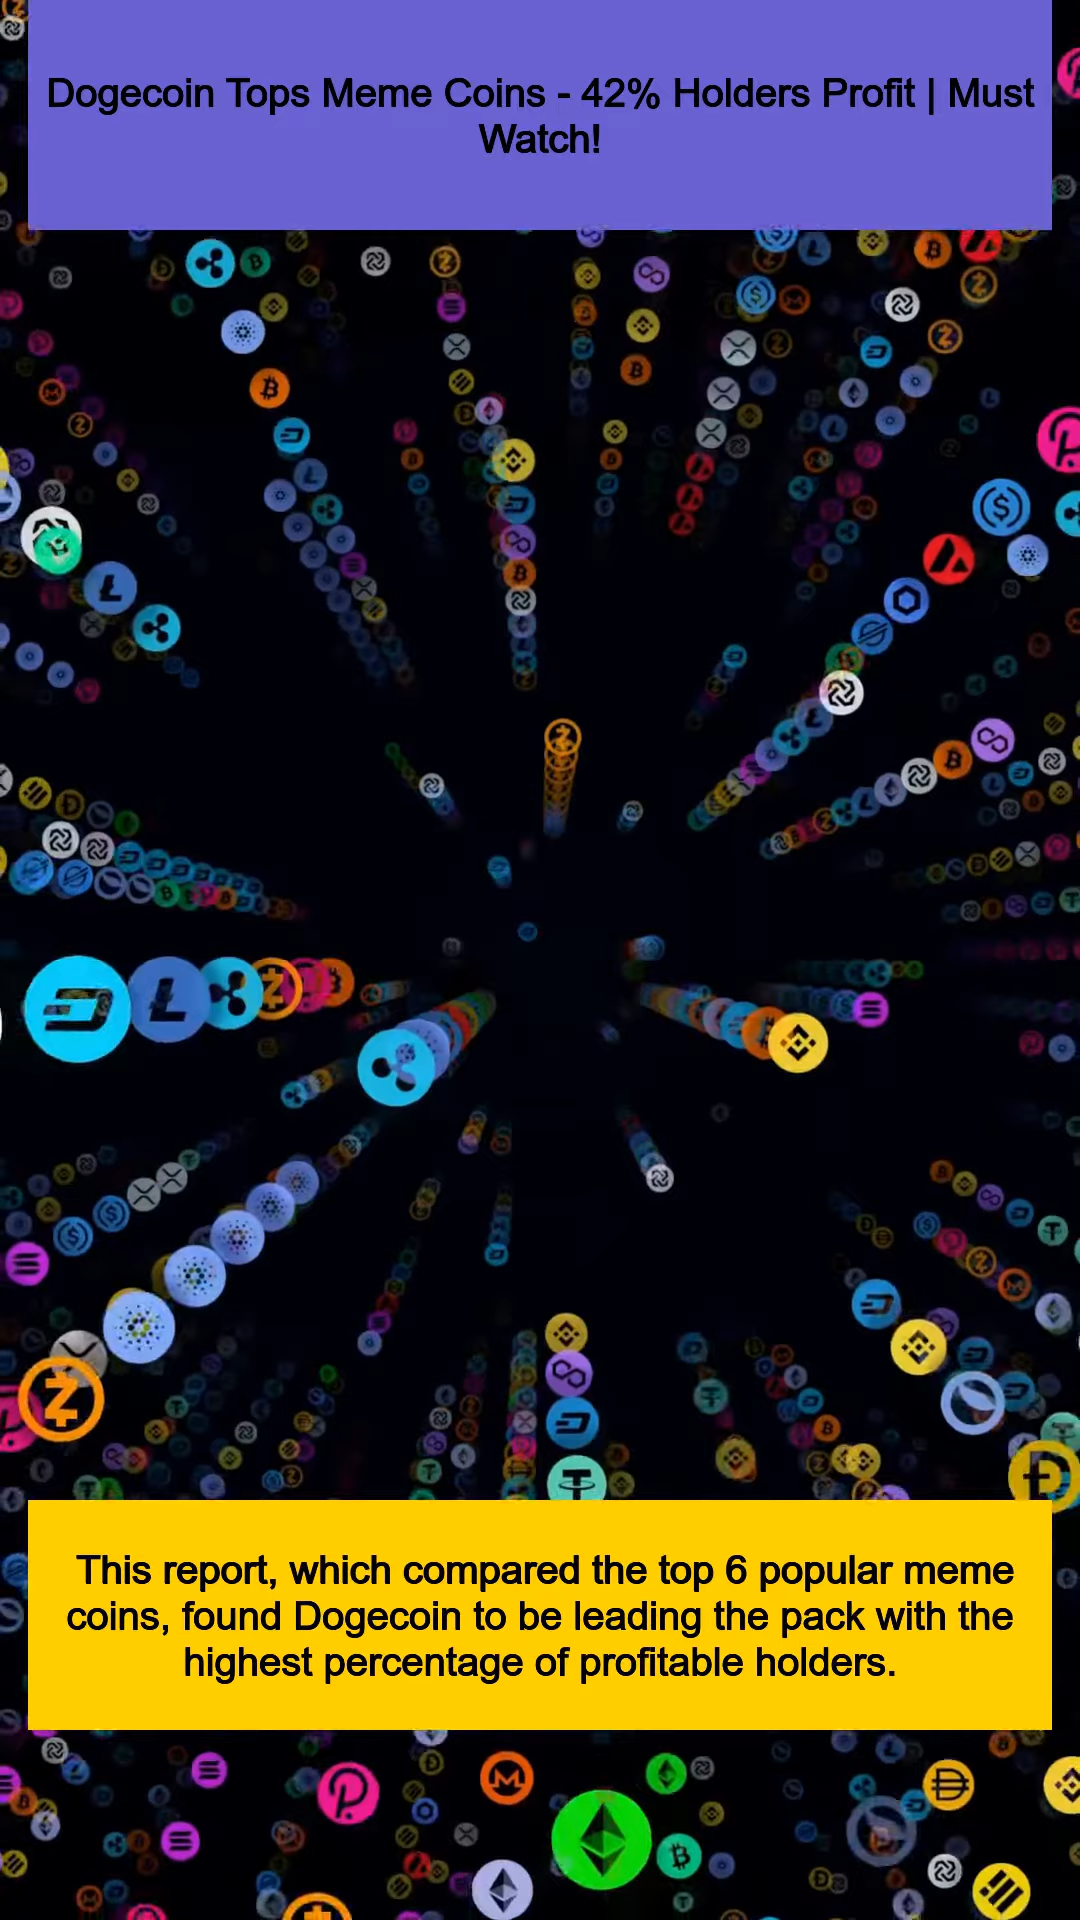 Dogecoin Tops Meme Coins - 42% Holders Profit | Must
Watch!
This report, which compared the top 6 popular meme
coins, found Dogecoin to be leading the pack with the
highest percentage of profitable holders.